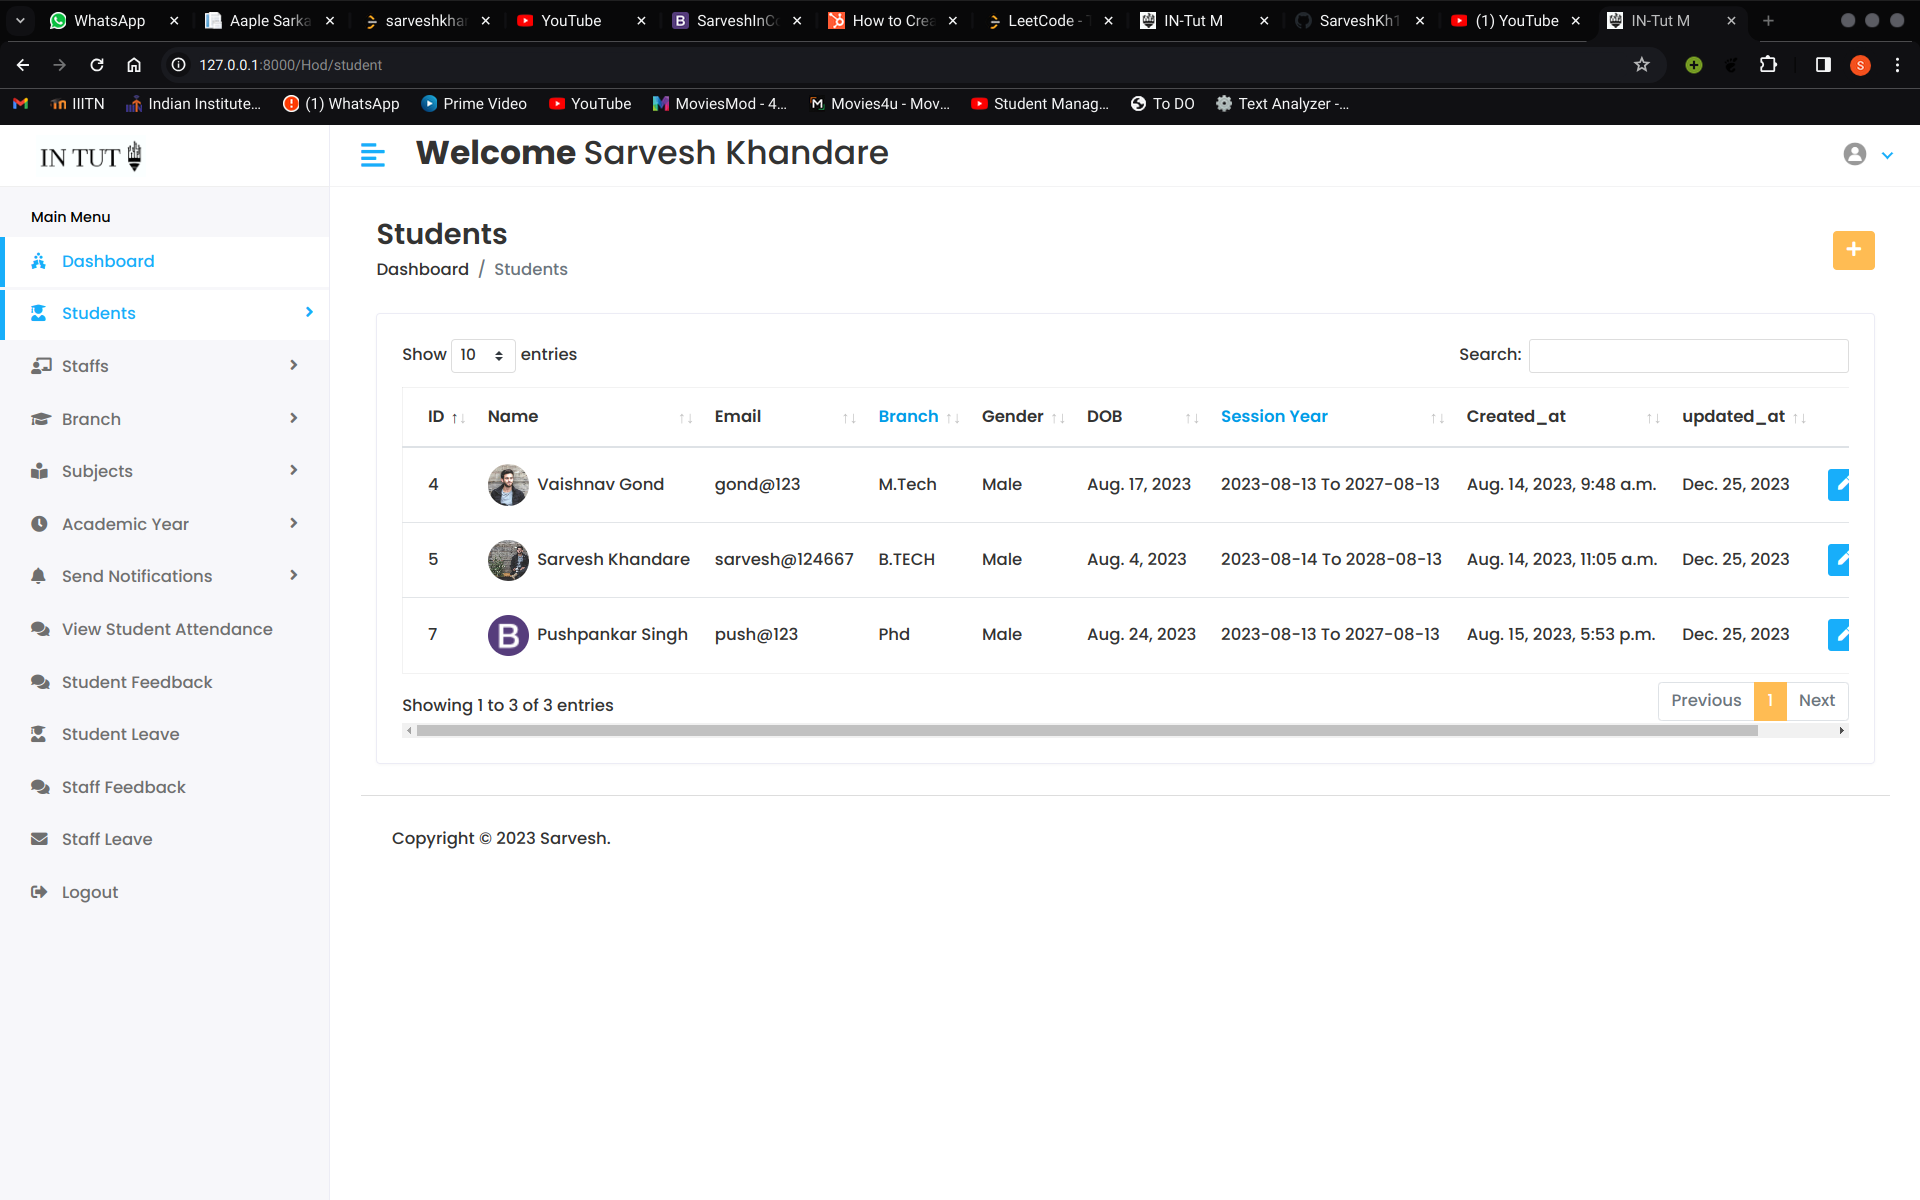 WhatsApp
Aaple Sarka
sarveshkhar
YouTube
SarveshInCo
How to Crea
LeetCode - T
IN-Tut M
SarveshKh1
(1) YouTube
IN-Tut M
127.0.0.1:8000/Hod/student
S
IIITN
Indian Institute...
(1) WhatsApp
Prime Video
YouTube
MoviesMod - 4...
Movies4u - Mov...
Student Manag...
To DO
Text Analyzer -...
IN TUT
Welcome Sarvesh Khandare
Main Menu
Dashboard
Students
Staffs
Branch
Subjects
Academic Year
Send Notifications
View Student Attendance
Student Feedback
Student Leave
Staff Feedback
Staff Leave
Logout
Students
Dashboard / Students
Show 10 entries
Search:
ID Name Email Branch Gender DOB Session Year Created_at updated_at
4 Vaishnav Gond gond@123 M.Tech Male Aug. 17, 2023 2023-08-13 To 2027-08-13 Aug. 14, 2023, 9:48 a.m. Dec. 25, 2023
5 Sarvesh Khandare sarvesh@124667 B.TECH Male Aug. 4, 2023 2023-08-14 To 2028-08-13 Aug. 14, 2023, 11:05 a.m. Dec. 25, 2023
7 B Pushpankar Singh push@123 Phd Male Aug. 24, 2023 2023-08-13 To 2027-08-13 Aug. 15, 2023, 5:53 p.m. Dec. 25, 2023
Showing 1 to 3 of 3 entries
Previous 1 Next
Copyright © 2023 Sarvesh.